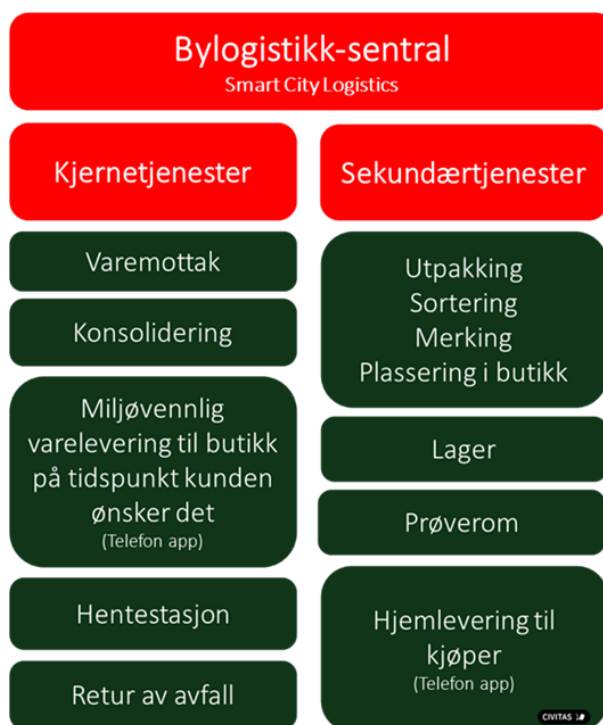 Bylogistikk-sentral
Smart City Logistics
Kjernetjenester
Varemottak
Konsolidering
Miljøvennlig
varelevering til butikk
på tidspunkt kunden
ønsker det
(Telefon app)
Hentestasjon
Retur av avfall
Sekundærtjenester
Utpakking
Sortering
Merking
Plassering i butikk
Lager
Prøverom
Hjemlevering til
kjøper
(Telefon app)
CIVITAS